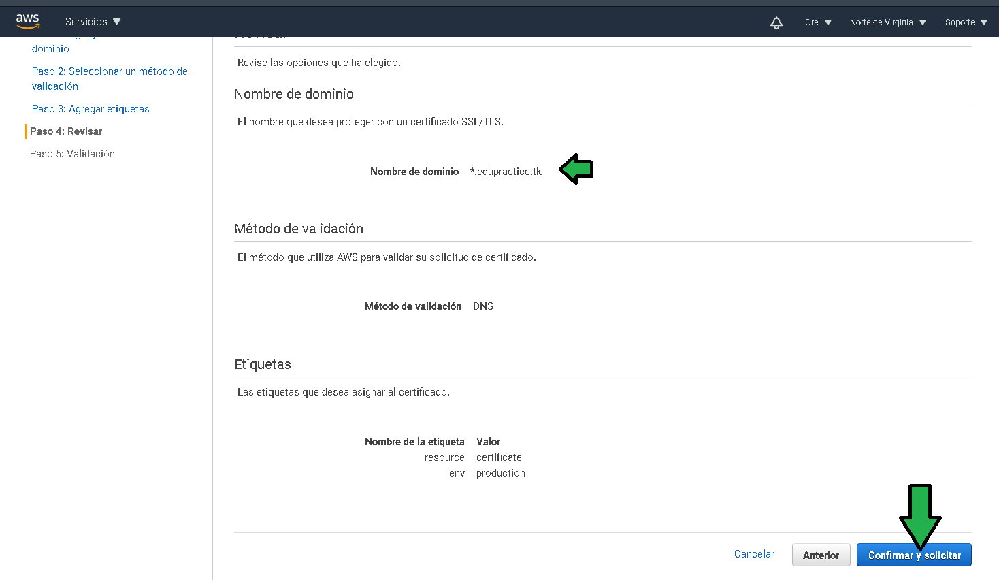 aws
Servicios
Gre
Norte de Virginia
Soporte
dominio
Paso 2: Seleccionar un método de
validación
Paso 3: Agregar etiquetas
Paso 4: Revisar
Paso 5: Validación
Revise las opciones que ha elegido.
Nombre de dominio
El nombre que desea proteger con un certificado SSL/TLS.
Nombre de dominio *.edupractice.tk
Método de validación
El método que utiliza AWS para validar su solicitud de certificado.
Método de validación DNS
Etiquetas
Las etiquetas que desea asignar al certificado.
Nombre de la etiqueta Valor
resource certificate
env production
Cancelar
Anterior
Confirmar y solicitar